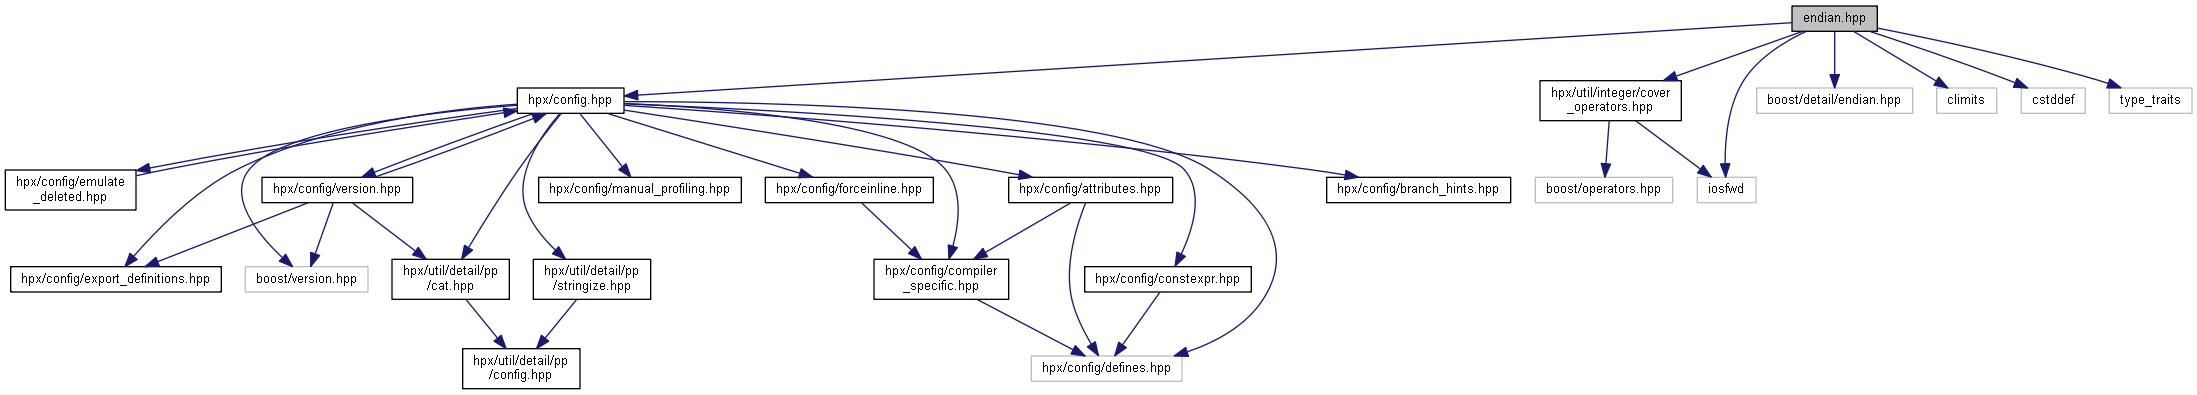 endian.hpp
hpx/config.hpp
hpx/util/integer/cover
_operators.hpp
boost/detail/endian.hpp
climits
cstddef
type_traits
hpx/config/emulate
_deleted.hpp
hpx/config/version.hpp
hpx/config/manual_profiling.hpp
hpx/config/forceinline.hpp
hpx/config/attributes.hpp
hpx/config/branch_hints.hpp
boost/operators.hpp
iosfwd
hpx/config/export_definitions.hpp
boost/version.hpp
hpx/util/detail/pp
/cat.hpp
hpx/util/detail/pp
/stringize.hpp
hpx/config/compiler
_specific.hpp
hpx/config/constexpr.hpp
hpx/util/detail/pp
/config.hpp
hpx/config/defines.hpp